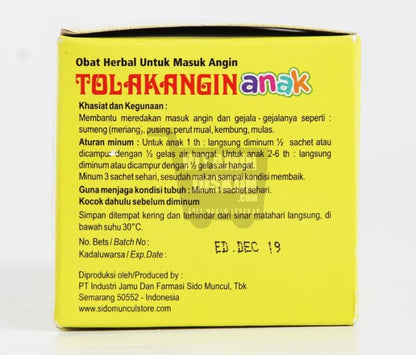 Obat Herbal Untuk Masuk Angin
TOLAKANGIN anak
Khasiat dan Kegunaan :
Membantu meredakan masuk angin dan gejala - gejalanya seperti :
sumeng (meriang), pusing, perut mual, kembung, mulas.
Aturan minum : Untuk anak 1 th : langsung diminum ½ sachet atau
dicampur dengan ½ gelas air hangat. Untuk anak 2-6 th : langsung
diminum atau dicampur dengan ½ gelas air hangat.
Minum 3 sachet sehari, sesudah makan sampai kondisi membaik.
Guna menjaga kondisi tubuh : Minum 1 sachet sehari.
Kocok dahulu sebelum diminum
Simpan ditempat kering dan terhindar dari sinar matahari langsung, di
bawah suhu 30°C.
No. Bets / Batch No :
Kadaluwarsa / Exp.Date : ED.DEC 19
Diproduksi oleh/Produced by :
PT Industri Jamu Dan Farmasi Sido Muncul, Tbk
Semarang 50552 - Indonesia
www.sidomunculstore.com